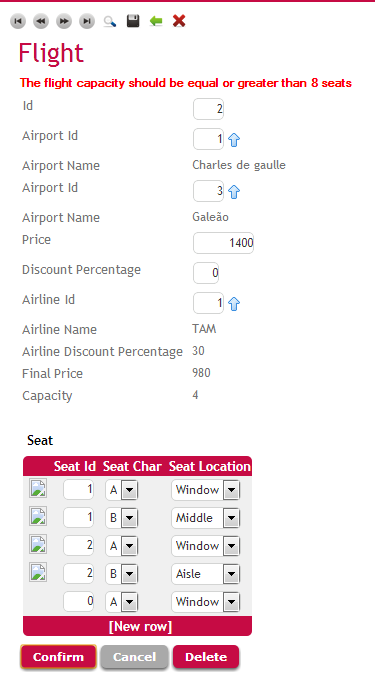 Flight
The flight capacity should be equal or greater than 8 seats
Id 2
Airport Id 1
Airport Name Charles de gaulle
Airport Id 3
Airport Name Galeão
Price 1400
Discount Percentage 0
Airline Id 1
Airline Name TAM
Airline Discount Percentage 30
Final Price 980
Capacity 4
Seat
Seat Id Seat Char Seat Location
1 A Window
1 B Middle
2 A Window
2 B Aisle
0 A Window
[New row]
Confirm Cancel Delete